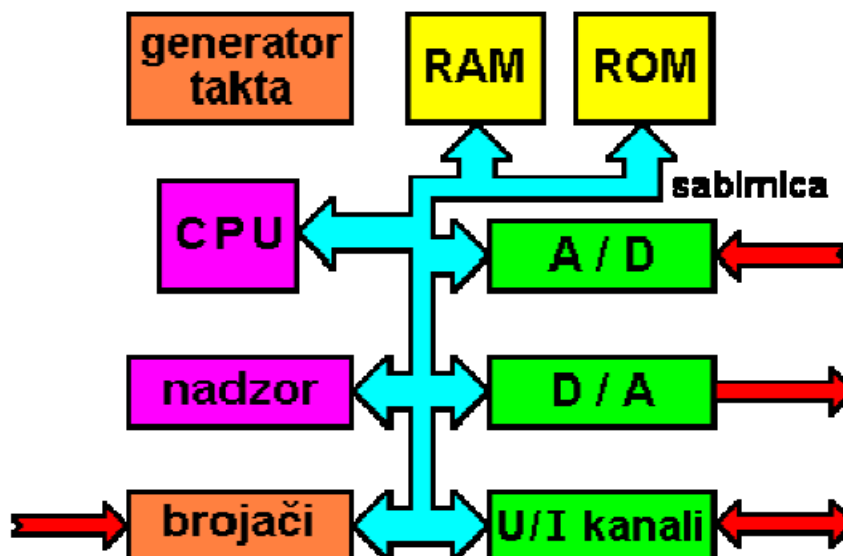 generator
takta
RAM
ROM
sabirnica
CPU
A / D
nadzor
D / A
brojači
U/I kanali